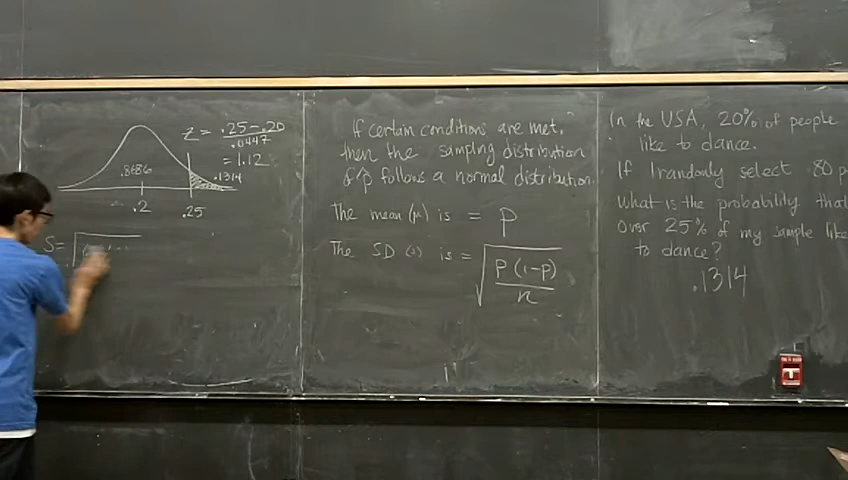 z = .25 - .20
.0447
= 1.12
.8686
.1314
.2
.25
S =
If certain conditions are met,
then the sampling distribution
of p̂ follows a normal distribution.
The mean (μ) is = p
The SD (s) is = √
p(1-p)
n
In the USA, 20% of people
like to dance.
If I randomly select 80 p
What is the probability that
over 25% of my sample like
to dance?
.1314